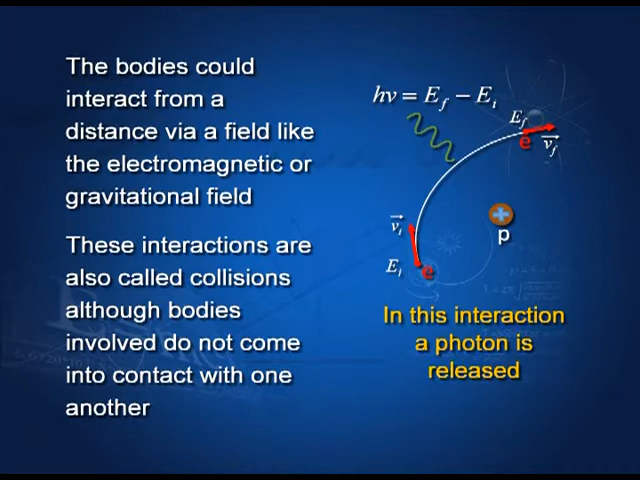 The bodies could
interact from a
distance via a field like
the electromagnetic or
gravitational field
These interactions are
also called collisions
although bodies
involved do not come
into contact with one
another
hν = E_f − E_i
E_f
e
v_f
v_i
p
E_i
e
In this interaction
a photon is
released